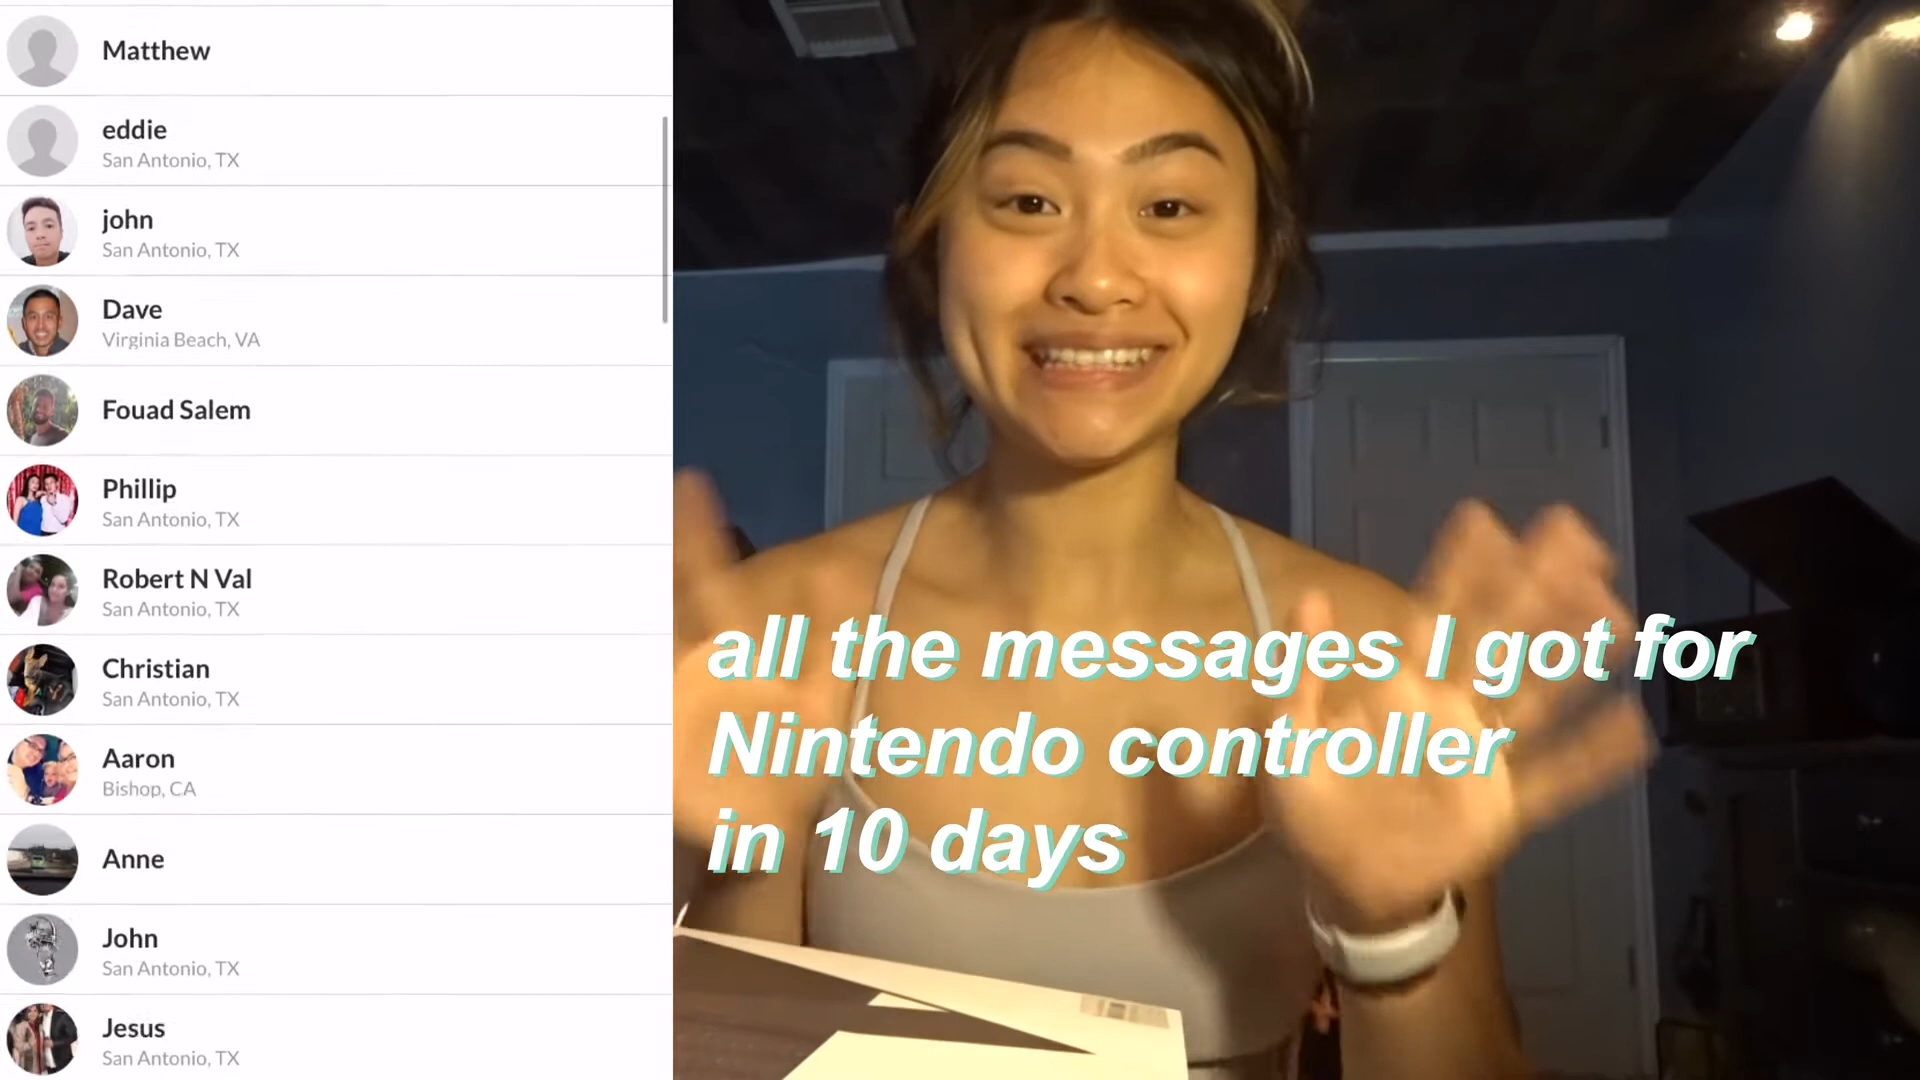 Matthew
eddie
San Antonio, TX
john
San Antonio, TX
Dave
Virginia Beach, VA
Fouad Salem
Phillip
San Antonio, TX
Robert N Val
San Antonio, TX
Christian
San Antonio, TX
Aaron
Bishop, CA
Anne
John
San Antonio, TX
Jesus
San Antonio, TX
all the messages I got for
Nintendo controller
in 10 days